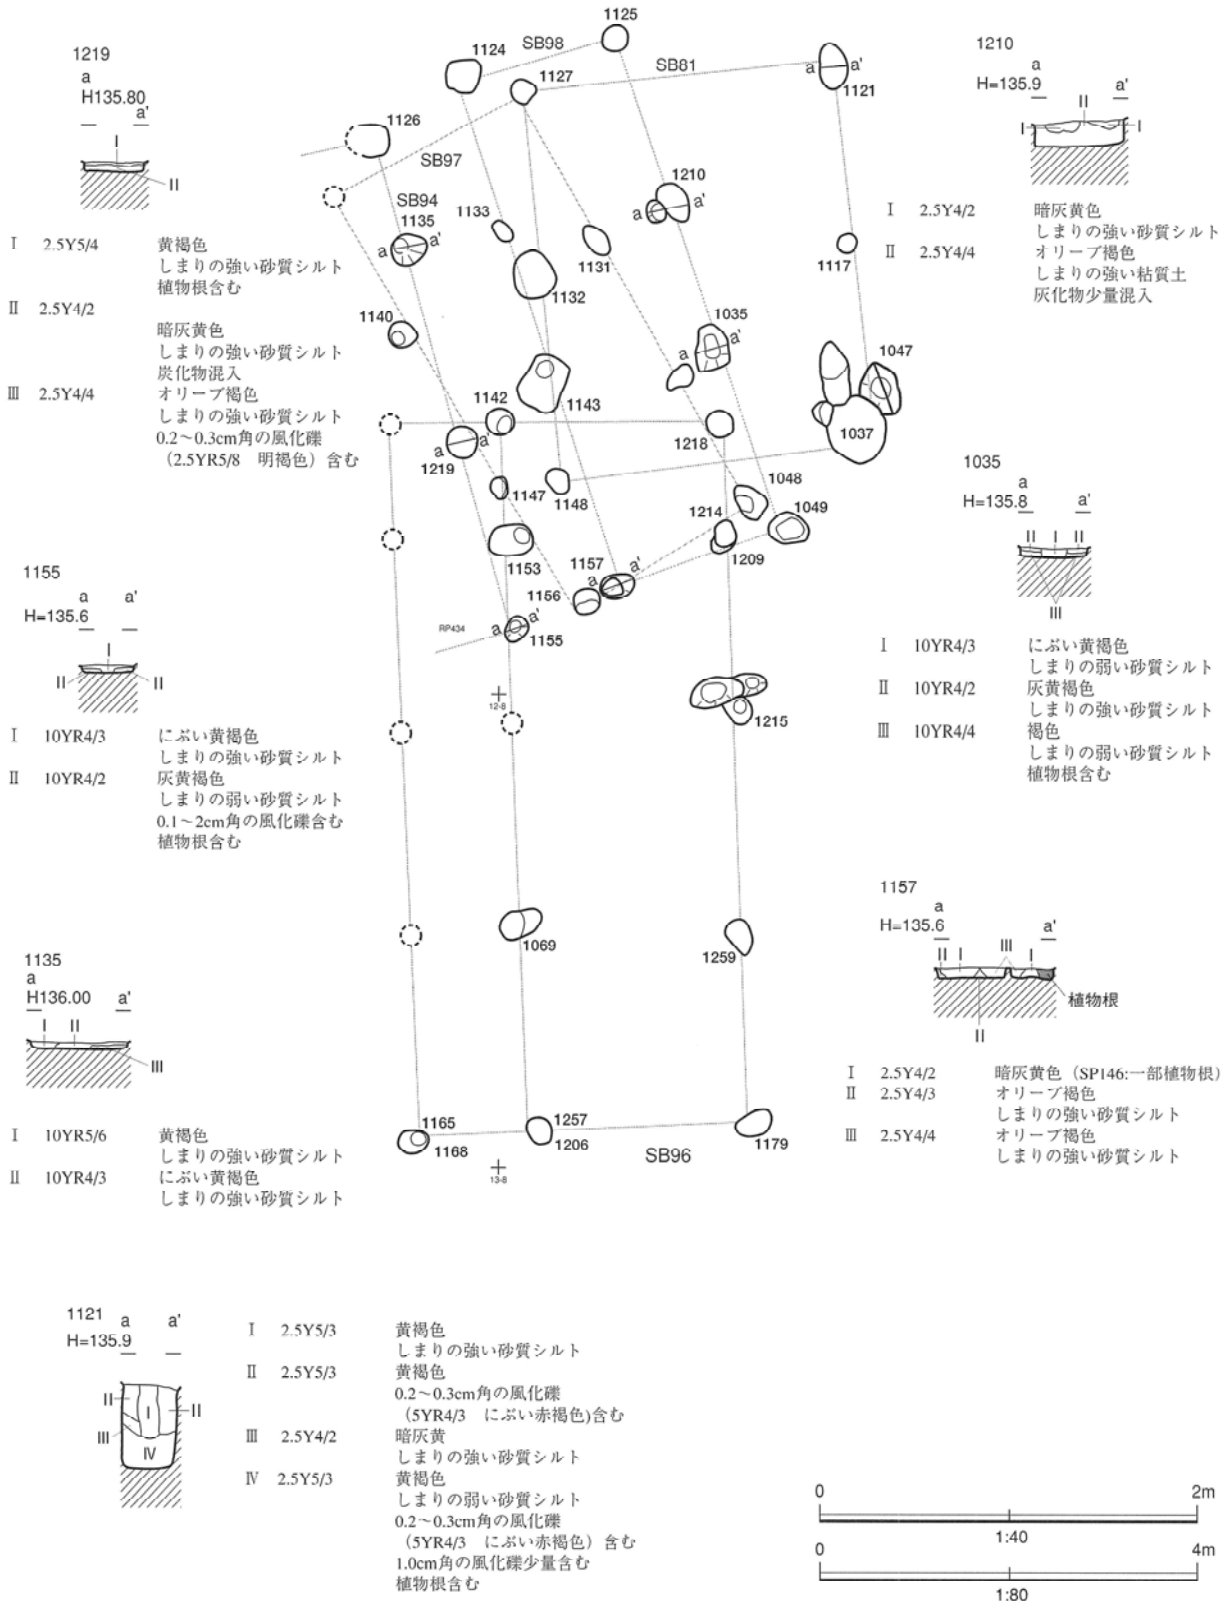 1219
a
H135.80
a'
I
II
I 2.5Y5/4 黄褐色
しまりの強い砂質シルト
植物根含む
II 2.5Y4/2
暗灰黄色
しまりの強い砂質シルト
炭化物混入
III 2.5Y4/4 オリーブ褐色
しまりの強い砂質シルト
0.2～0.3cm角の風化礫
（2.5YR5/8 明褐色）含む
1155
a a'
H=135.6
I
II II
I 10YR4/3 にぶい黄褐色
しまりの強い砂質シルト
II 10YR4/2 灰黄褐色
しまりの弱い砂質シルト
0.1～2cm角の風化礫含む
植物根含む
1135
a
H136.00 a'
I II
III
I 10YR5/6 黄褐色
しまりの強い砂質シルト
II 10YR4/3 にぶい黄褐色
しまりの強い砂質シルト
1125
SB98
1124
1127
SB81
a a'
1121
1126
SB97
SB94
1135
a a'
1133
1131
1132
1210
a a'
1117
1140
1035
a a'
1047
1142
1143
1218
1037
a a'
1219
1147
1148
1048
1049
1214
1153
1209
1157
a a'
1156
a a'
1155
RP434
12-8
1215
1069
1259
1165
1168
1257
1206
SB96
1179
13-8
1210
a
H=135.9 a'
II
I I
I 2.5Y4/2 暗灰黄色
しまりの強い砂質シルト
II 2.5Y4/4 オリーブ褐色
しまりの強い粘質土
灰化物少量混入
1035
a
H=135.8 a'
II I II
III
I 10YR4/3 にぶい黄褐色
しまりの弱い砂質シルト
II 10YR4/2 灰黄褐色
しまりの強い砂質シルト
III 10YR4/4 褐色
しまりの弱い砂質シルト
植物根含む
1157
a
H=135.6 a'
II I III I
植物根
II
I 2.5Y4/2 暗灰黄色（SP146:一部植物根）
II 2.5Y4/3 オリーブ褐色
しまりの強い砂質シルト
III 2.5Y4/4 オリーブ褐色
しまりの強い砂質シルト
1121 a a'
H=135.9
II I II
III
IV
I 2.5Y5/3 黄褐色
しまりの強い砂質シルト
II 2.5Y5/3 黄褐色
0.2～0.3cm角の風化礫
（5YR4/3 にぶい赤褐色)含む
III 2.5Y4/2 暗灰黄
しまりの強い砂質シルト
IV 2.5Y5/3 黄褐色
しまりの弱い砂質シルト
0.2～0.3cm角の風化礫
（5YR4/3 にぶい赤褐色）含む
1.0cm角の風化礫少量含む
植物根含む
0 2m
1:40
0 4m
1:80